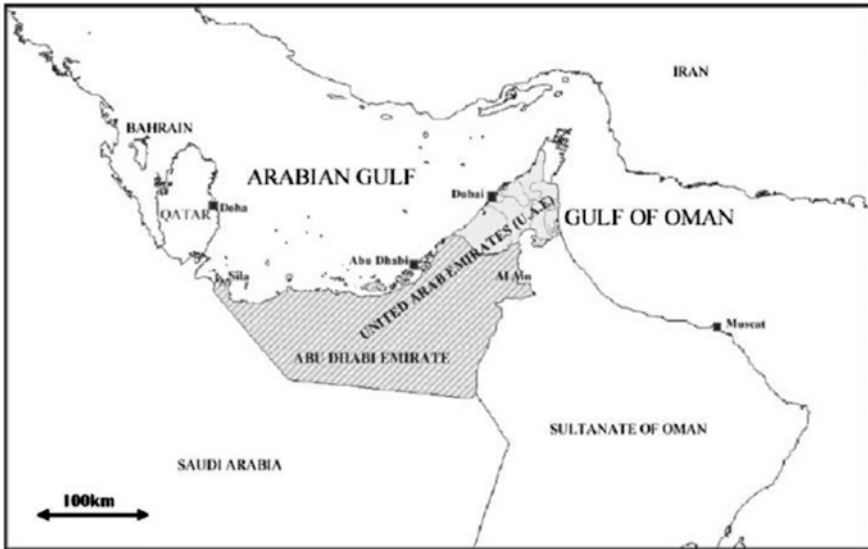 IRAN
BAHRAIN
ARABIAN GULF
Dubai
QATAR
Doha
GULF OF OMAN
UNITED ARAB EMIRATES (U.A.E)
Abu Dhabi
Sila
Al Ain
Muscat
ABU DHABI EMIRATE
SULTANATE OF OMAN
SAUDI ARABIA
100km